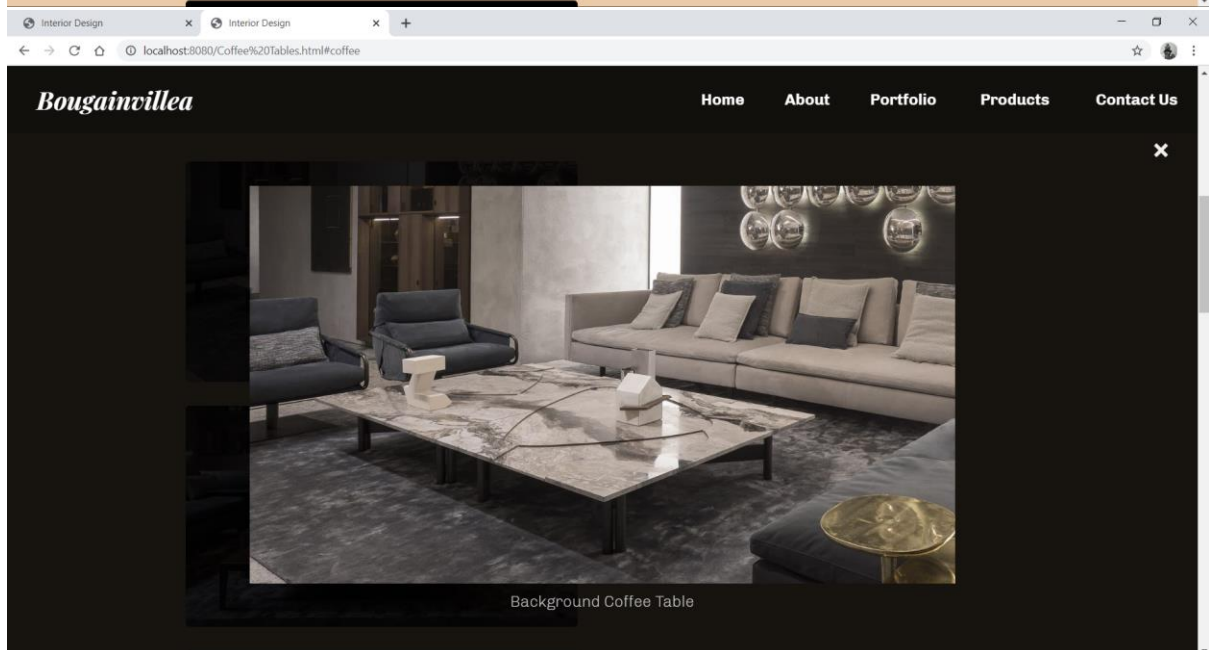 Interior Design
Interior Design
localhost:8080/Coffee%20Tables.html#coffee
Bougainvillea
Home About Portfolio Products Contact Us
Background Coffee Table